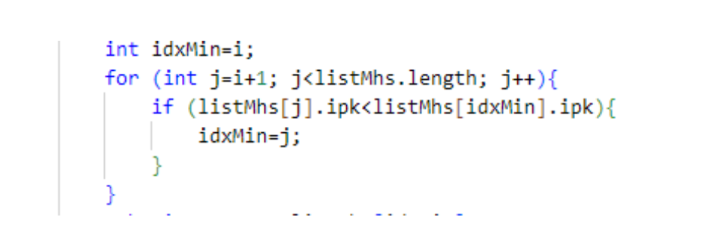 int idxMin=i;
for (int j=i+1; j<listMhs.length; j++){
if (listMhs[j].ipk<listMhs[idxMin].ipk){
idxMin=j;
}
}